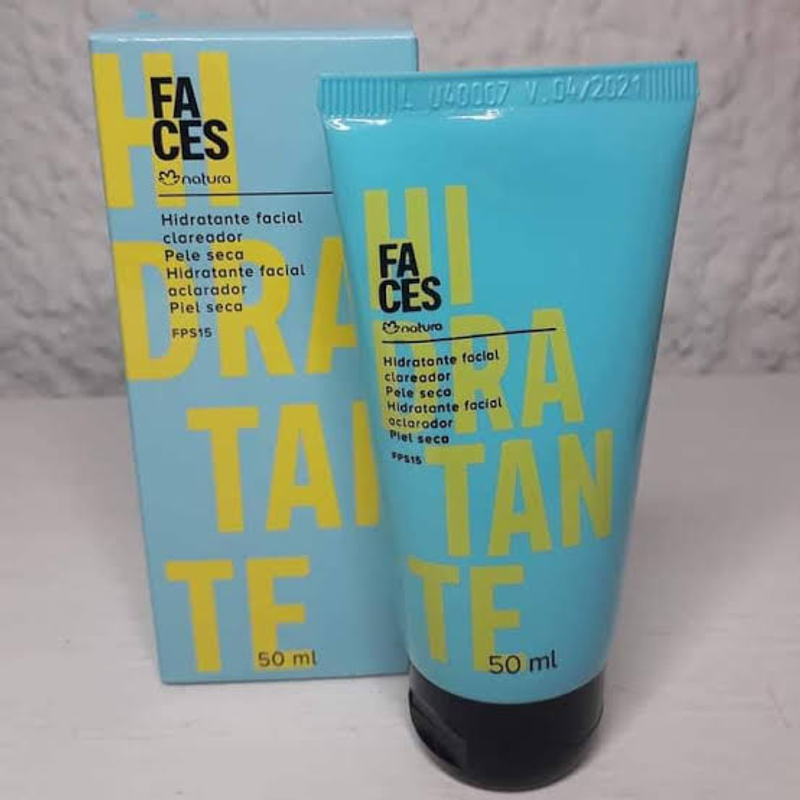 HI
DRA
TAN
TE
FA
CES
natura
Hidratante facial
clareador
Pele seca
Hidratante facial
aclarador
Piel seca
FPS15
50 ml
V.04/2021
HI
DRA
TAN
TE
FA
CES
natura
Hidratante facial
clareador
Pele seca
Hidratante facial
aclarador
Piel seca
FPS15
50 ml